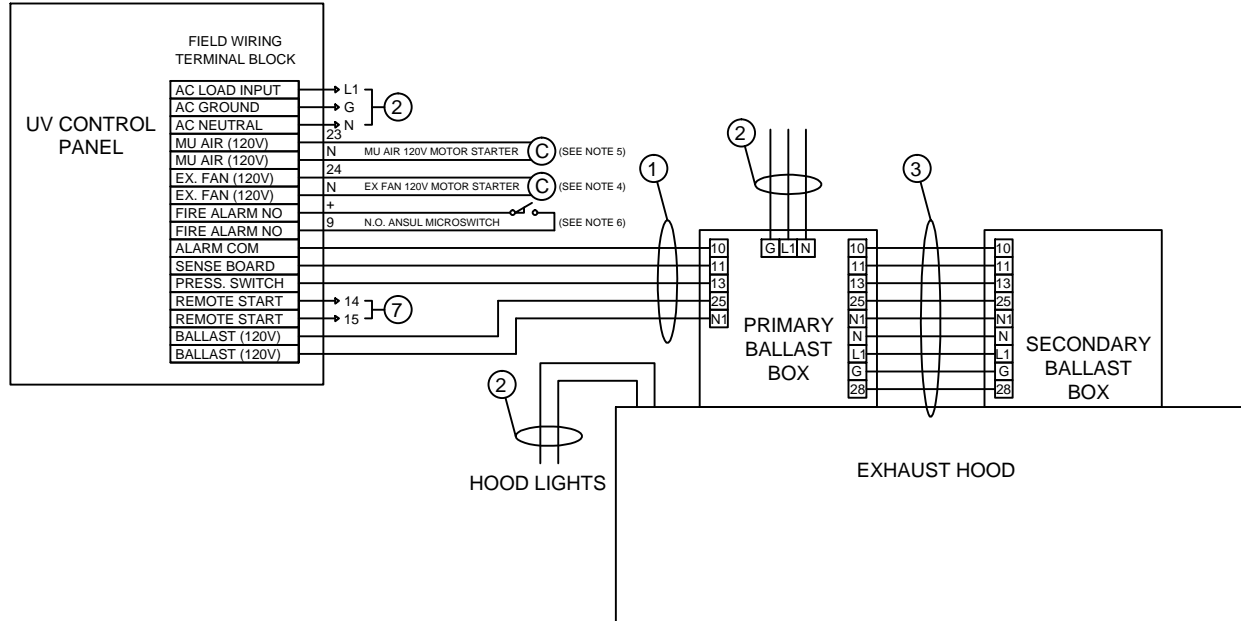 FIELD WIRING
TERMINAL BLOCK
UV CONTROL
PANEL
AC LOAD INPUT
AC GROUND
AC NEUTRAL
MU AIR (120V)
MU AIR (120V)
EX. FAN (120V)
EX. FAN (120V)
FIRE ALARM NO
FIRE ALARM NO
ALARM COM
SENSE BOARD
PRESS. SWITCH
REMOTE START
REMOTE START
BALLAST (120V)
BALLAST (120V)
L1
G
N
2
23
N MU AIR 120V MOTOR STARTER C (SEE NOTE 5)
24
N EX FAN 120V MOTOR STARTER C (SEE NOTE 4)
+
9 N.O. ANSUL MICROSWITCH (SEE NOTE 6)
14
15
7
1
2
3
G L1 N
10
11
13
25
N1
PRIMARY
BALLAST
BOX
10
11
13
25
N1
N
L1
G
28
10
11
13
25
N1
N
L1
G
28
SECONDARY
BALLAST
BOX
2
HOOD LIGHTS
EXHAUST HOOD